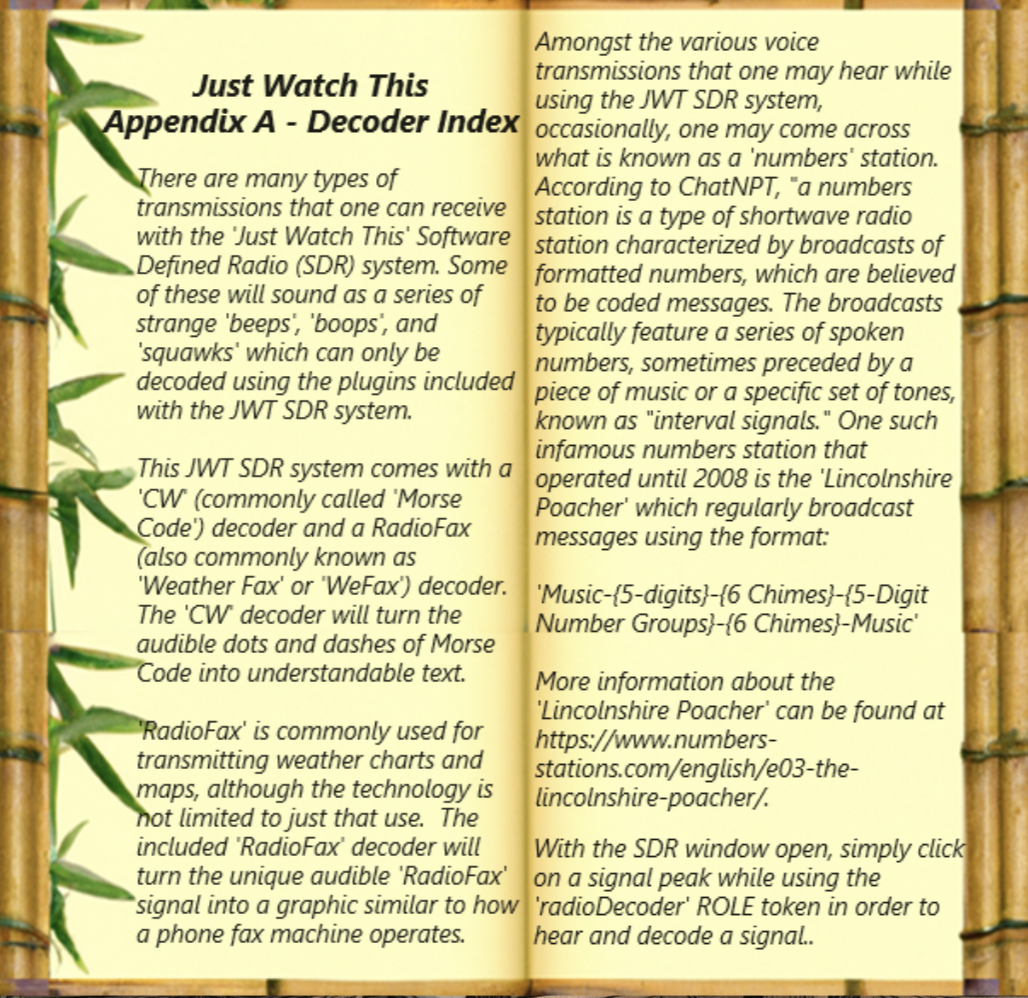 Just Watch This
Appendix A - Decoder Index
There are many types of
transmissions that one can receive
with the 'Just Watch This' Software
Defined Radio (SDR) system. Some
of these will sound as a series of
strange 'beeps', 'boops', and
'squawks' which can only be
decoded using the plugins included
with the JWT SDR system.
This JWT SDR system comes with a
'CW' (commonly called 'Morse
Code') decoder and a RadioFax
(also commonly known as
'Weather Fax' or 'WeFax') decoder.
The 'CW' decoder will turn the
audible dots and dashes of Morse
Code into understandable text.
'RadioFax' is commonly used for
transmitting weather charts and
maps, although the technology is
not limited to just that use.  The
included 'RadioFax' decoder will
turn the unique audible 'RadioFax'
signal into a graphic similar to how
a phone fax machine operates.
Amongst the various voice
transmissions that one may hear while
using the JWT SDR system,
occasionally, one may come across
what is known as a 'numbers' station.
According to ChatNPT, "a numbers
station is a type of shortwave radio
station characterized by broadcasts of
formatted numbers, which are believed
to be coded messages. The broadcasts
typically feature a series of spoken
numbers, sometimes preceded by a
piece of music or a specific set of tones,
known as "interval signals." One such
infamous numbers station that
operated until 2008 is the 'Lincolnshire
Poacher' which regularly broadcast
messages using the format:
'Music-{5-digits}-{6 Chimes}-{5-Digit
Number Groups}-{6 Chimes}-Music'
More information about the
'Lincolnshire Poacher' can be found at
https://www.numbers-
stations.com/english/e03-the-
lincolnshire-poacher/.
With the SDR window open, simply click
on a signal peak while using the
'radioDecoder' ROLE token in order to
hear and decode a signal..